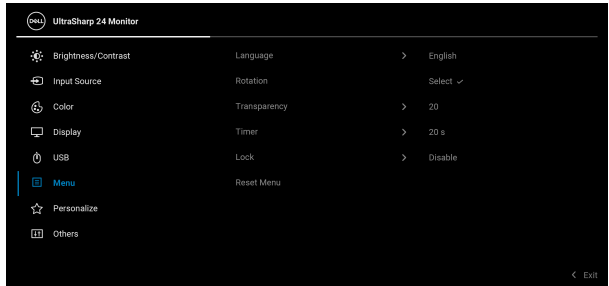 DELL UltraSharp 24 Monitor
Brightness/Contrast Language > English
Input Source Rotation Select ✓
Color Transparency > 20
Display Timer > 20 s
USB Lock > Disable
Menu Reset Menu
Personalize
Others
< Exit